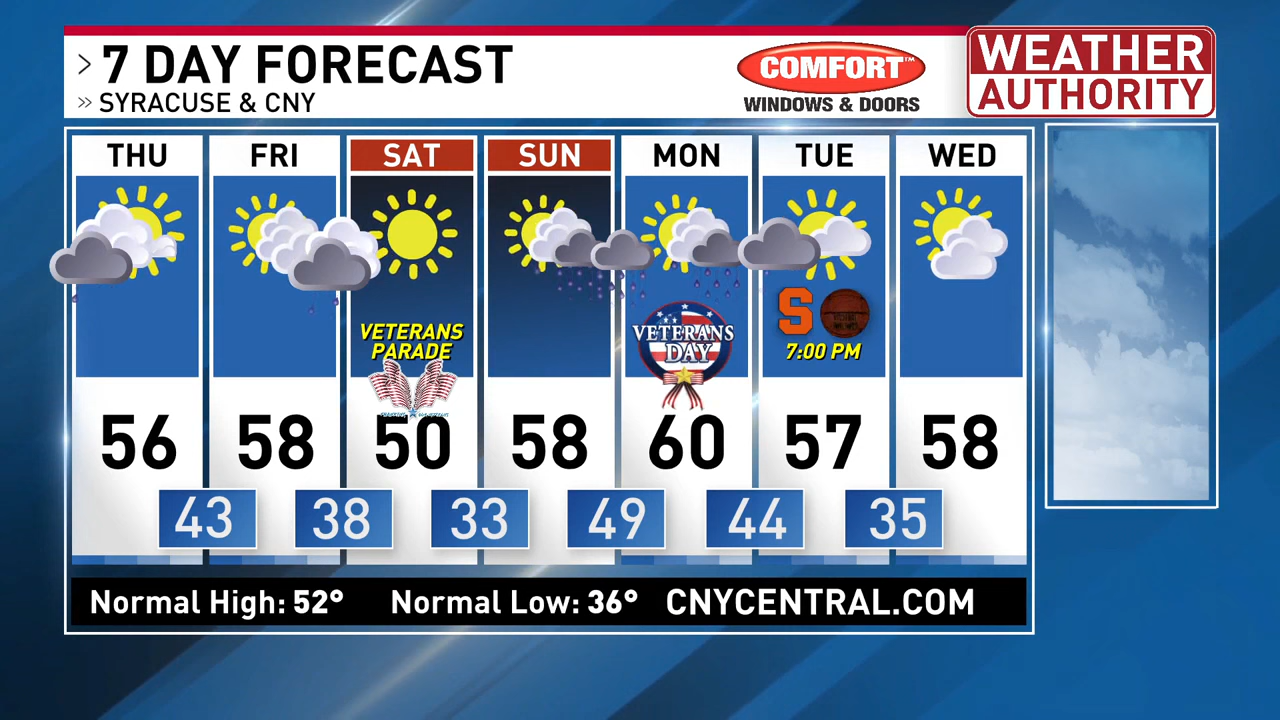 > 7 DAY FORECAST
» SYRACUSE & CNY
COMFORT™
WINDOWS & DOORS
WEATHER
AUTHORITY
THU
FRI
SAT
SUN
MON
TUE
WED
VETERANS
PARADE
VETERANS
DAY
S
7:00 PM
56
58
50
58
60
57
58
43
38
33
49
44
35
Normal High: 52°
Normal Low: 36°
CNYCENTRAL.COM